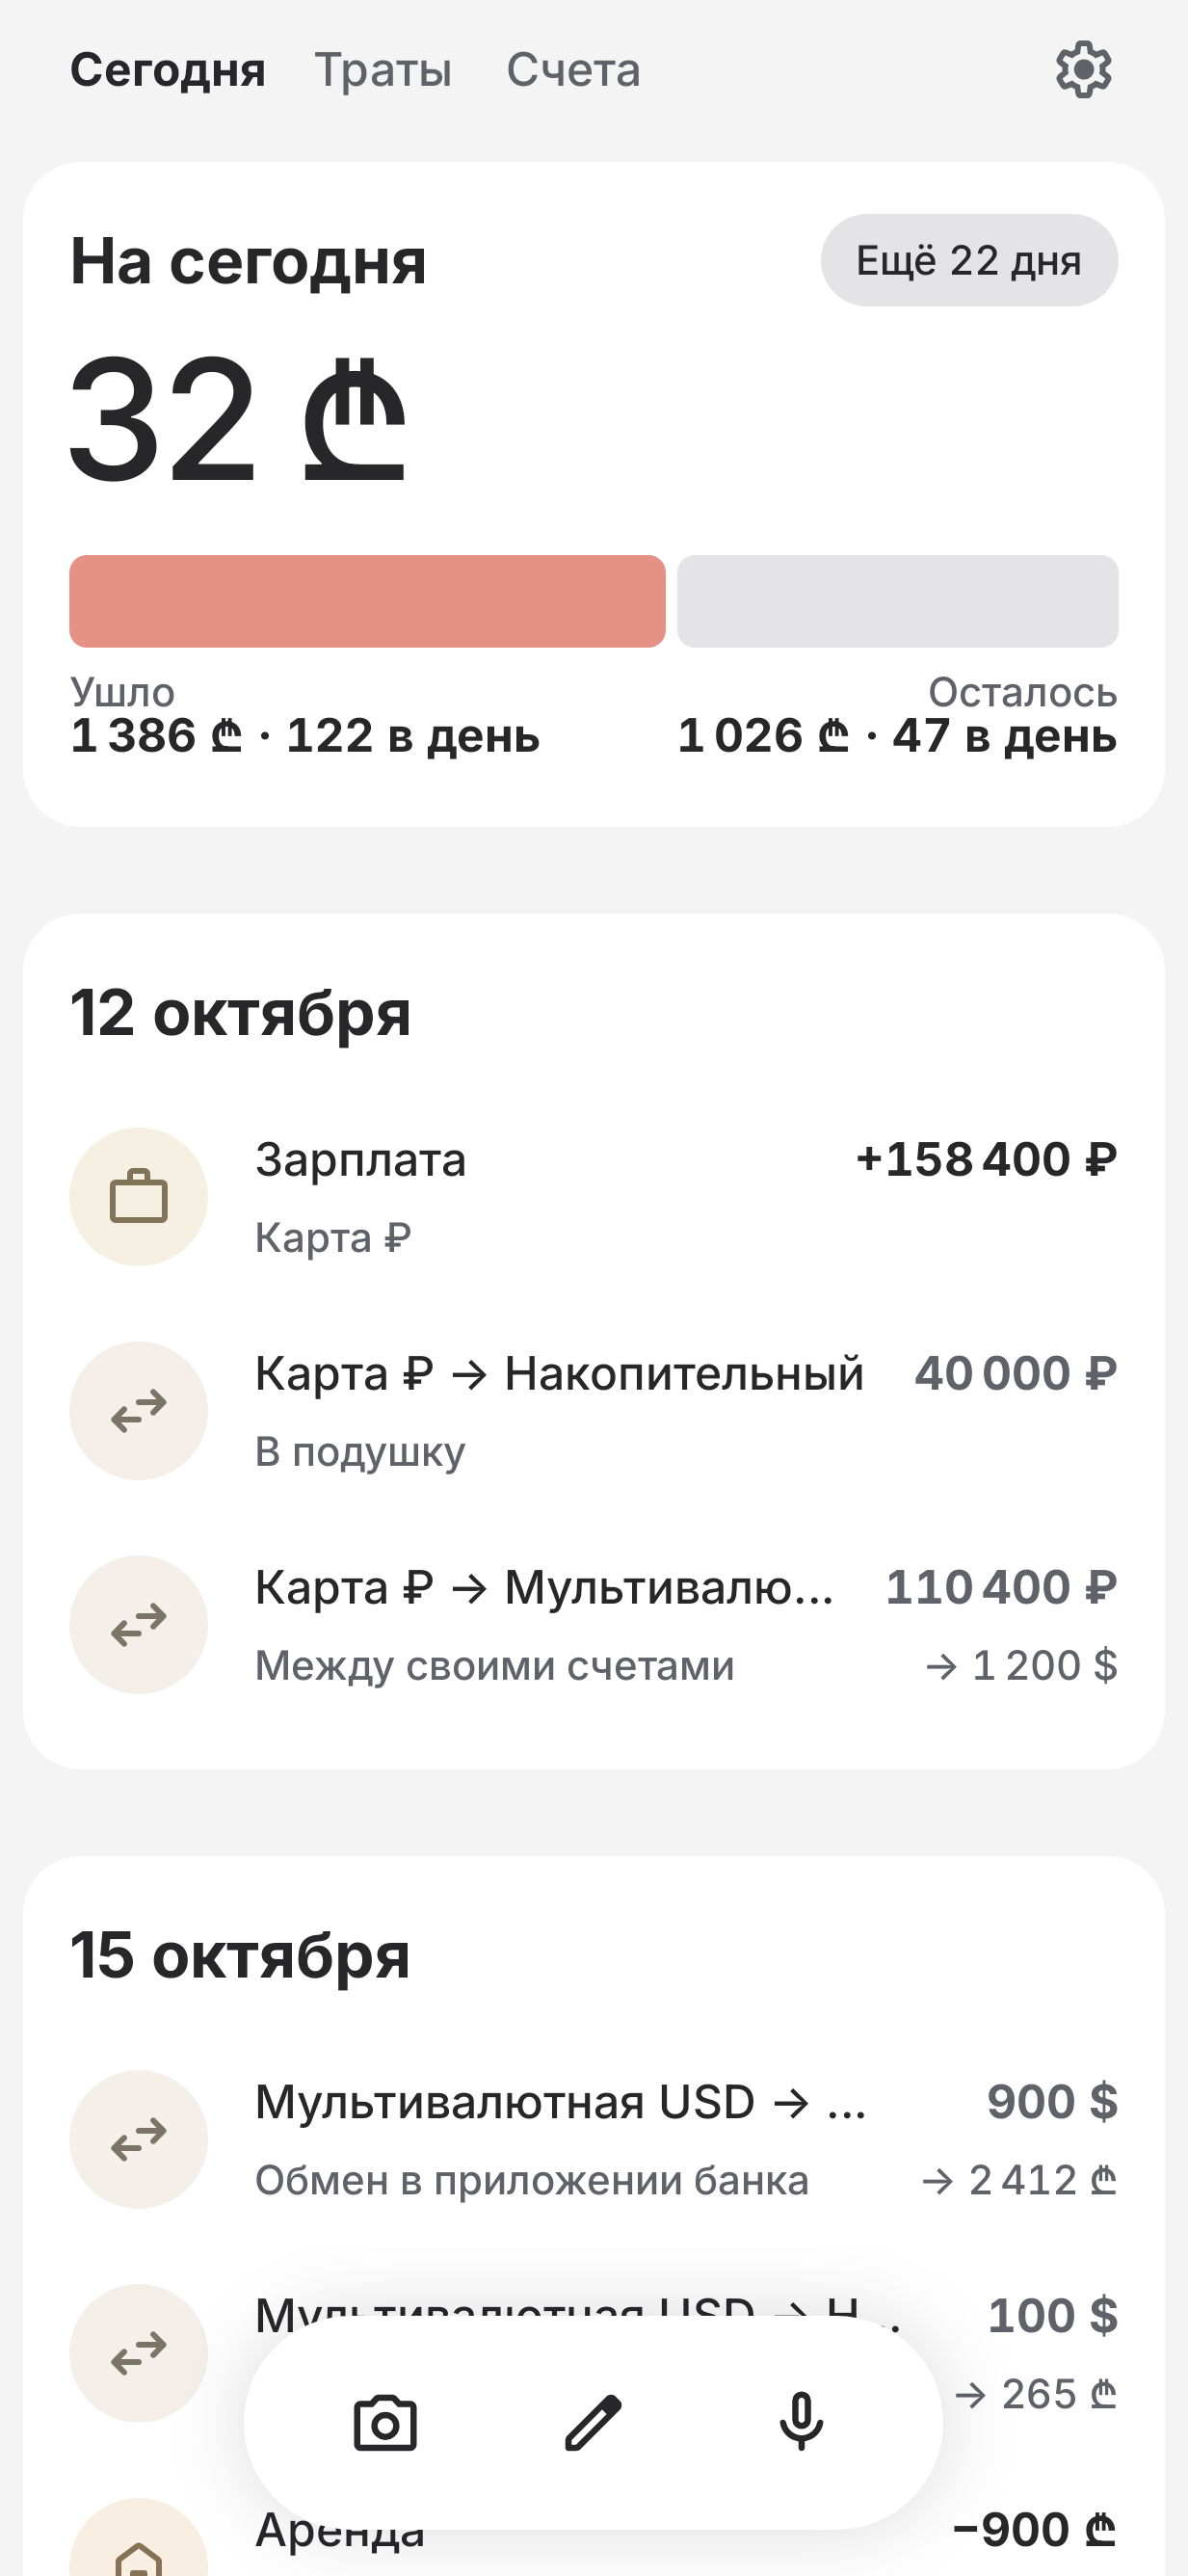 Сегодня Траты Счета
На сегодня
Ещё 22 дня
32 ₾
Ушло
Осталось
1 386 ₾ · 122 в день
1 026 ₾ · 47 в день
12 октября
Зарплата
+158 400 ₽
Карта ₽
Карта ₽ → Накопительный
40 000 ₽
В подушку
Карта ₽ → Мультивалю...
110 400 ₽
Между своими счетами
→ 1 200 $
15 октября
Мультивалютная USD → ...
900 $
Обмен в приложении банка
→ 2 412 ₾
Мультивалютная USD → Н...
100 $
→ 265 ₾
Аренда
−900 ₾